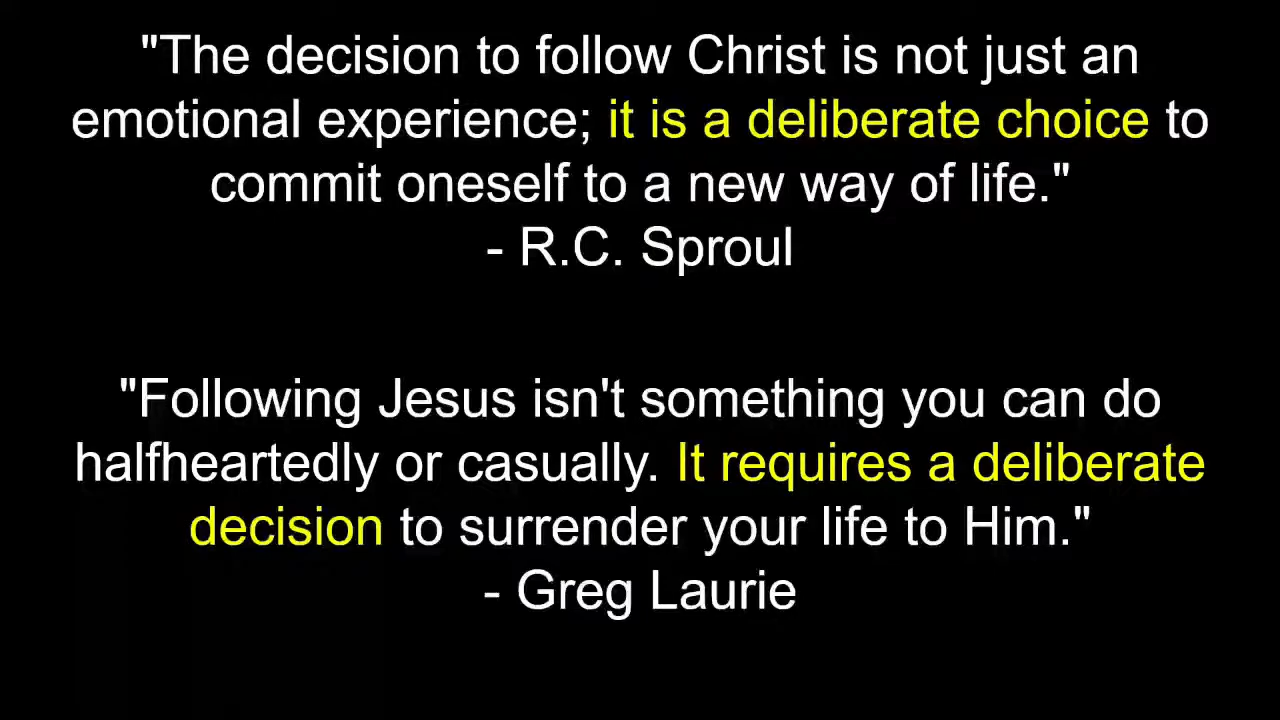 "The decision to follow Christ is not just an
emotional experience; it is a deliberate choice to
commit oneself to a new way of life."
- R.C. Sproul
"Following Jesus isn't something you can do
halfheartedly or casually. It requires a deliberate
decision to surrender your life to Him."
- Greg Laurie